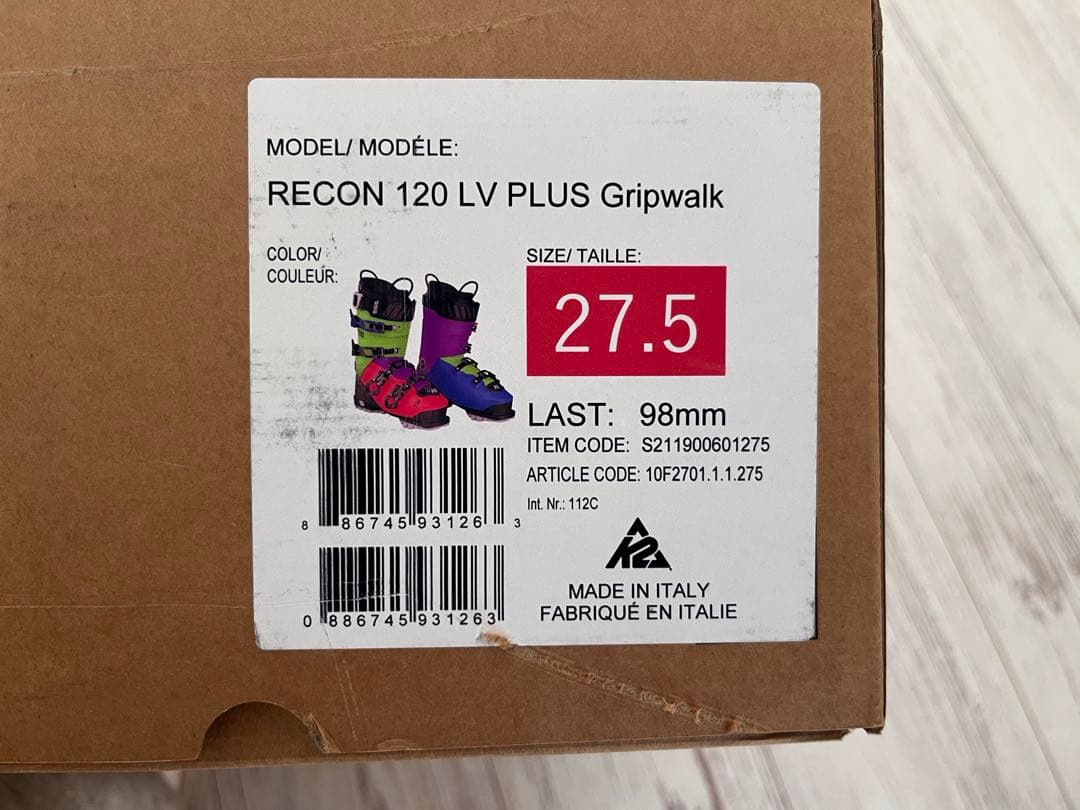 MODEL/ MODÉLE:
RECON 120 LV PLUS Gripwalk
COLOR/
COULEUR:
SIZE/ TAILLE:
27.5
LAST: 98mm
ITEM CODE: S211900601275
ARTICLE CODE: 10F2701.1.1.275
Int. Nr.: 112C
8 86745 93126 3
0 886745 931263
K2
MADE IN ITALY
FABRIQUÉ EN ITALIE